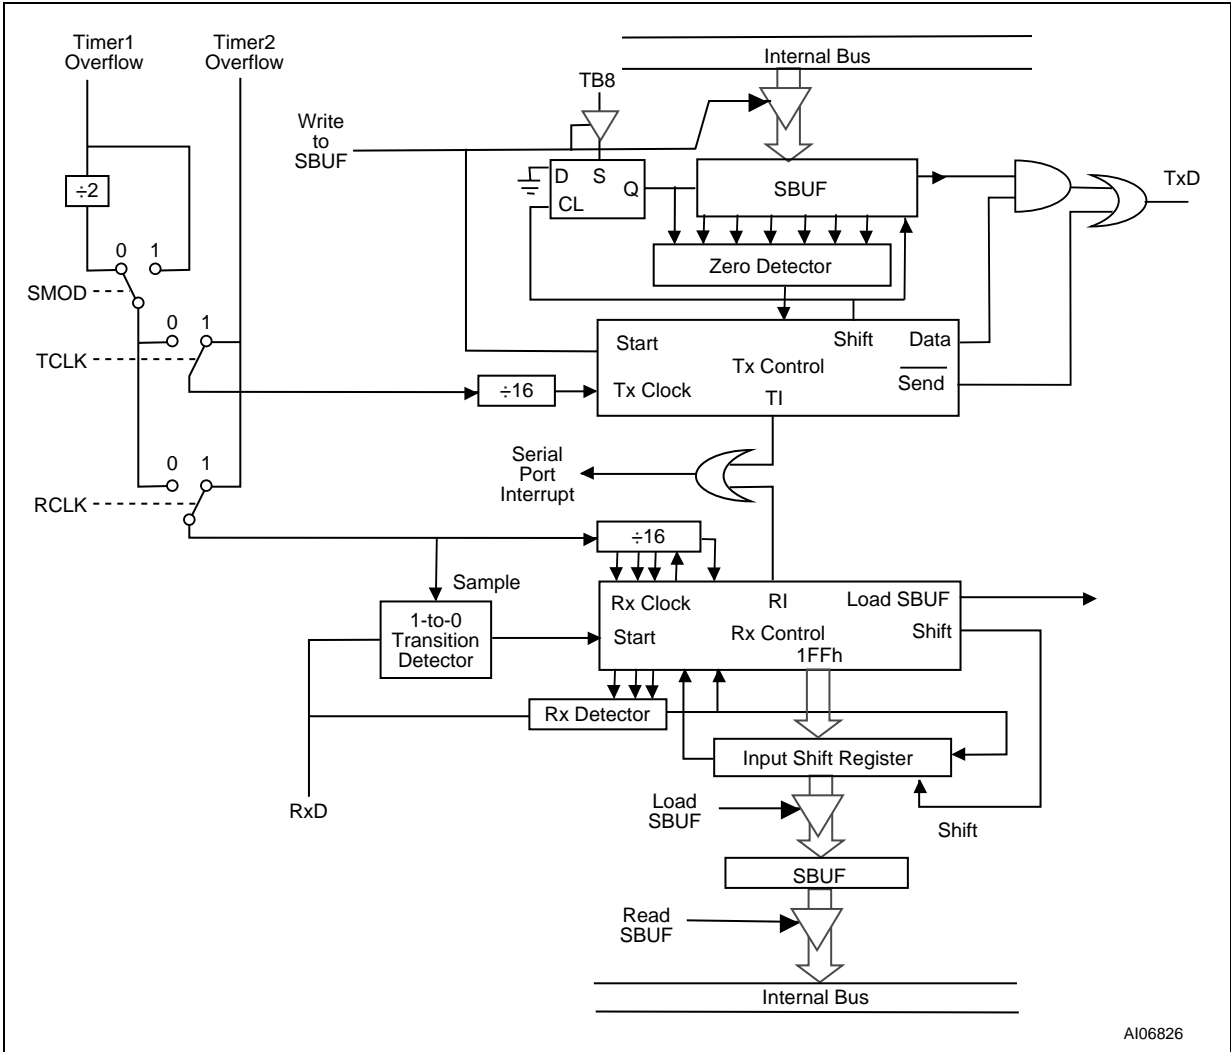 Timer1
Overflow
Timer2
Overflow
Internal Bus
TB8
Write
to
SBUF
÷2
D S
Q
CL
SBUF
TxD
0 1
Zero Detector
SMOD
0 1
TCLK
Start
Shift
Data
Tx Control
Send
÷16
Tx Clock
TI
0 1
RCLK
Serial
Port
Interrupt
÷16
Sample
Rx Clock
RI
Load SBUF
1-to-0
Transition
Detector
Start
Rx Control
Shift
1FFh
Rx Detector
Input Shift Register
RxD
Load
SBUF
Shift
SBUF
Read
SBUF
Internal Bus
AI06826